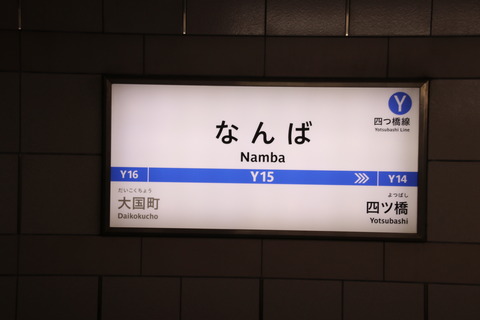 Y
四つ橋線
Yotsubashi Line
なんば
Namba
Y16
Y15
Y14
だいこくちょう
大国町
Daikokucho
よつばし
四ツ橋
Yotsubashi